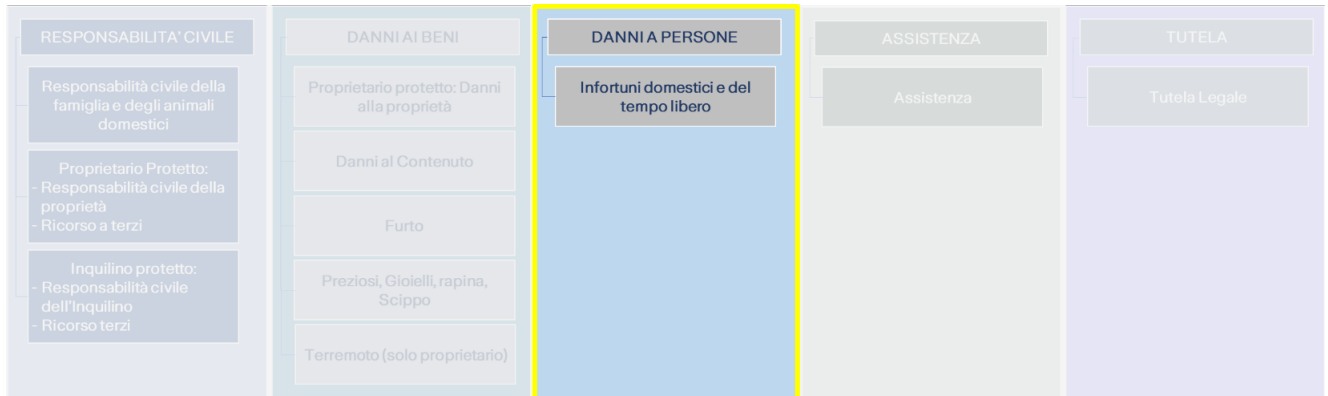 RESPONSABILITA' CIVILE
Responsabilità civile della
famiglia e degli animali
domestici
Proprietario Protetto:
- Responsabilità civile della
proprietà
- Ricorso a terzi
Inquilino protetto:
- Responsabilità civile
dell'Inquilino
- Ricorso terzi
DANNI AI BENI
Proprietario protetto: Danni
alla proprietà
Danni al Contenuto
Furto
Preziosi, Gioielli, rapina,
Scippo
Terremoto (solo proprietario)
DANNI A PERSONE
Infortuni domestici e del
tempo libero
ASSISTENZA
Assistenza
TUTELA
Tutela Legale